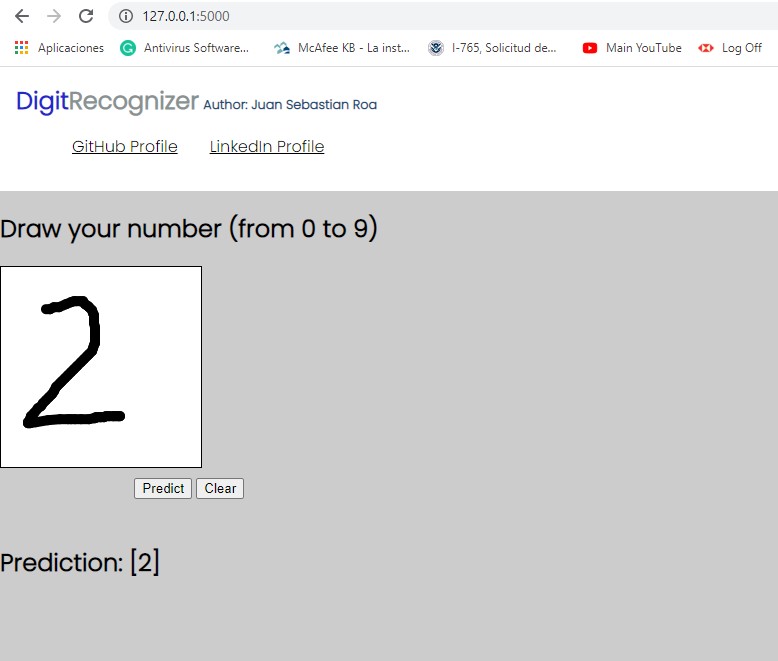 127.0.0.1:5000
Aplicaciones Antivirus Software... McAfee KB - La inst... I-765, Solicitud de... Main YouTube Log Off
DigitRecognizer Author: Juan Sebastian Roa
GitHub Profile LinkedIn Profile
Draw your number (from 0 to 9)
2
Predict Clear
Prediction: [2]